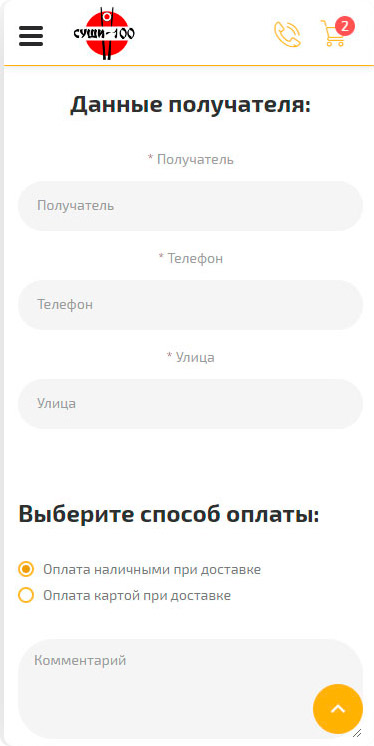 суши-100
2
Данные получателя:
* Получатель
Получатель
* Телефон
Телефон
* Улица
Улица
Выберите способ оплаты:
Оплата наличными при доставке
Оплата картой при доставке
Комментарий